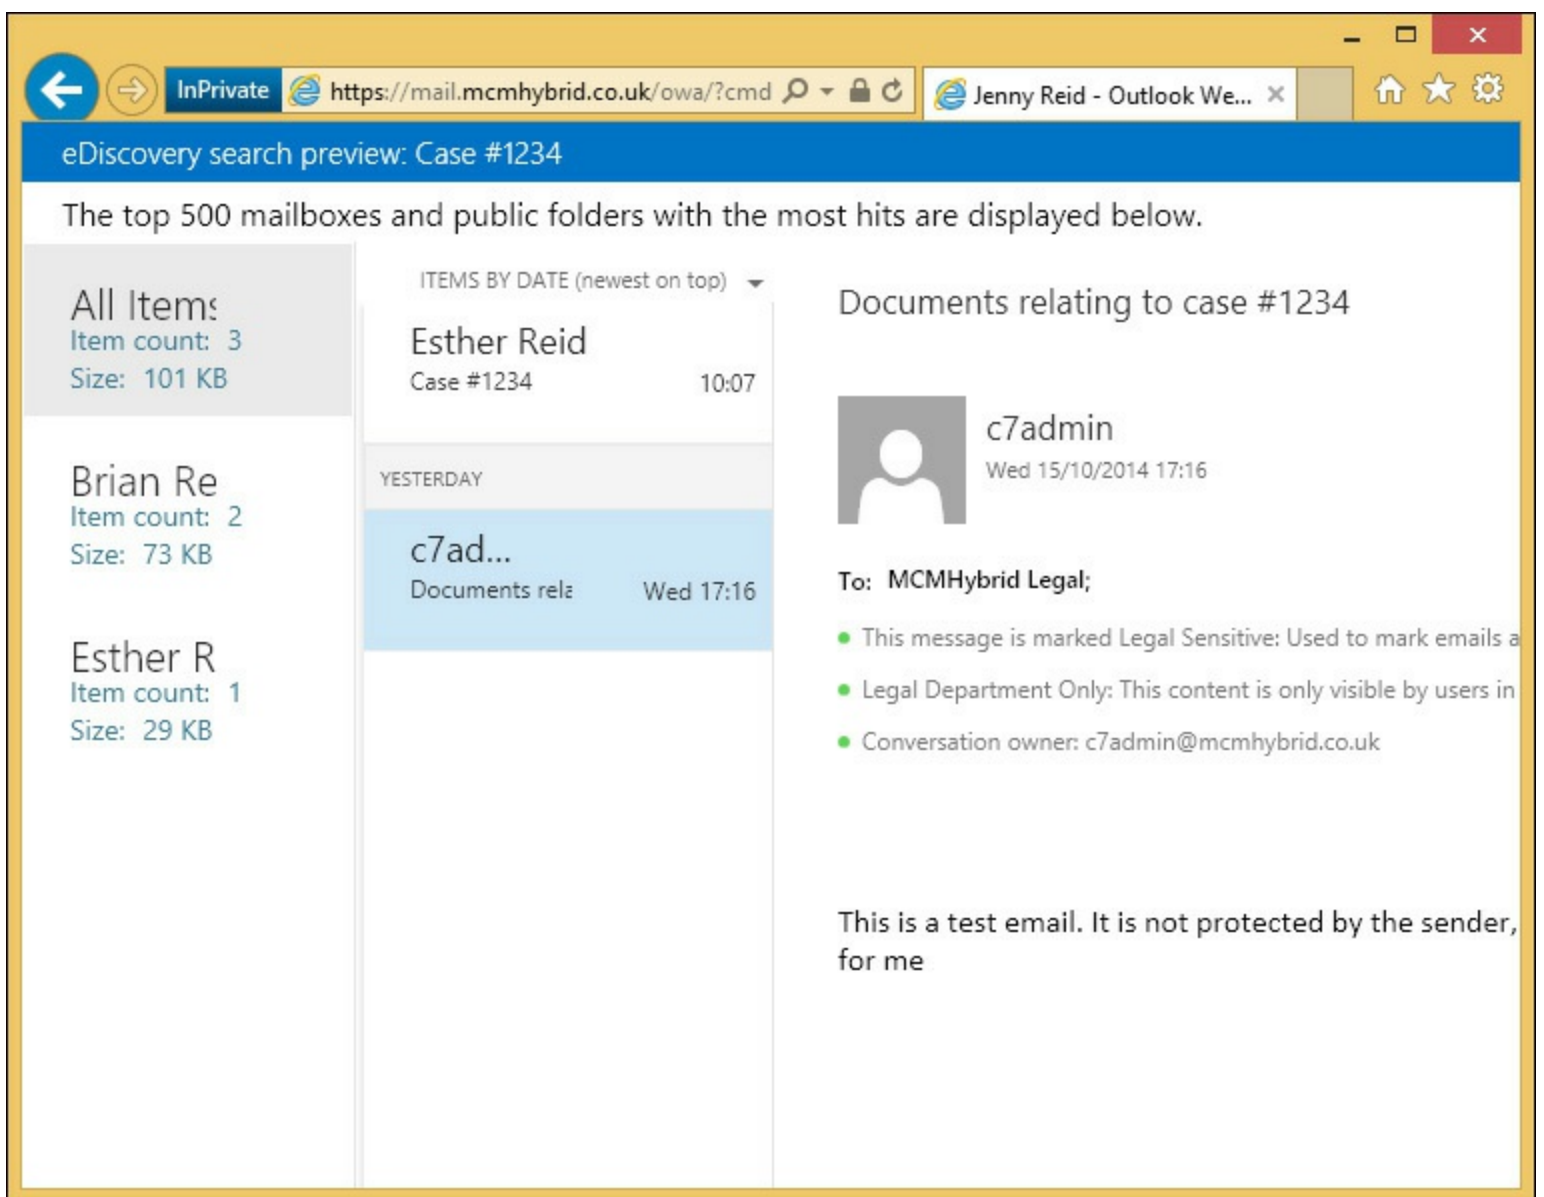 InPrivate https://mail.mcmhybrid.co.uk/owa/?cmd Jenny Reid - Outlook We...
eDiscovery search preview: Case #1234
The top 500 mailboxes and public folders with the most hits are displayed below.
All Items
Item count: 3
Size: 101 KB
Brian Re
Item count: 2
Size: 73 KB
Esther R
Item count: 1
Size: 29 KB
ITEMS BY DATE (newest on top)
Esther Reid
Case #1234 10:07
YESTERDAY
c7ad...
Documents rela Wed 17:16
Documents relating to case #1234
c7admin
Wed 15/10/2014 17:16
To: MCMHybrid Legal;
This message is marked Legal Sensitive: Used to mark emails a
Legal Department Only: This content is only visible by users in
Conversation owner: c7admin@mcmhybrid.co.uk
This is a test email. It is not protected by the sender,
for me